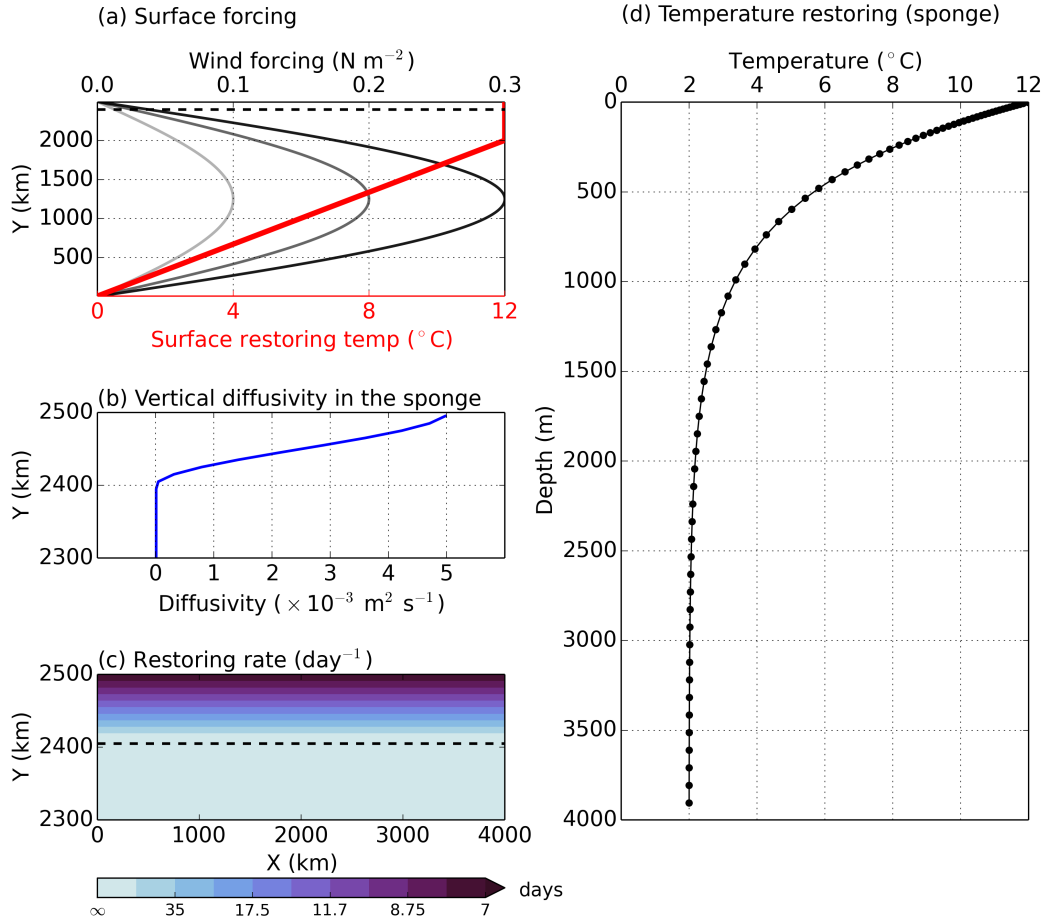 (a) Surface forcing
Wind forcing (N m⁻²)
0.0 0.1 0.2 0.3
2000
1500
1000
500
Y (km)
0 4 8 12
Surface restoring temp (°C)
(b) Vertical diffusivity in the sponge
2500
2400
2300
Y (km)
0 1 2 3 4 5
Diffusivity (×10⁻³ m² s⁻¹)
(c) Restoring rate (day⁻¹)
2500
2400
2300
Y (km)
0 1000 2000 3000 4000
X (km)
days
∞ 35 17.5 11.7 8.75 7
(d) Temperature restoring (sponge)
Temperature (°C)
0 2 4 6 8 10 12
0
500
1000
1500
2000
2500
3000
3500
4000
Depth (m)